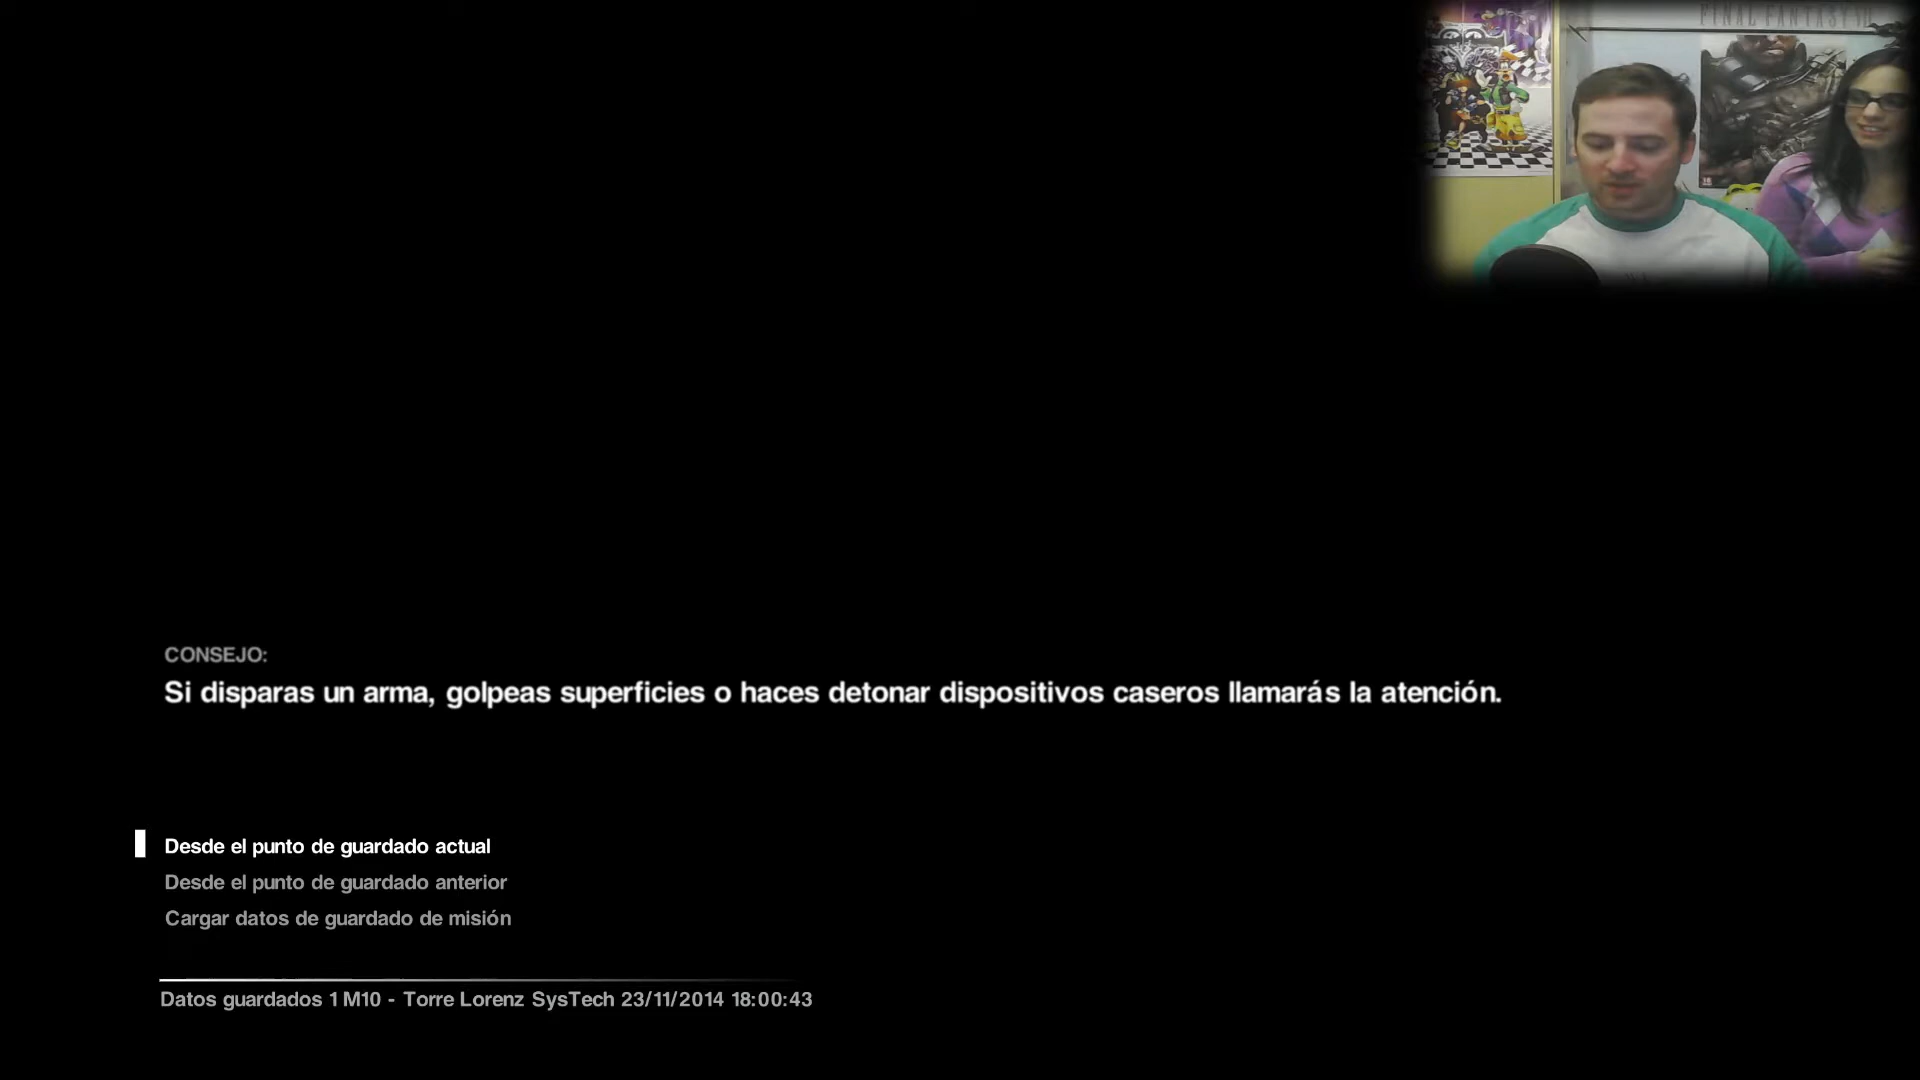 FINAL FANTASY
CONSEJO:
Si disparas un arma, golpeas superficies o haces detonar dispositivos caseros llamarás la atención.
Desde el punto de guardado actual
Desde el punto de guardado anterior
Cargar datos de guardado de misión
Datos guardados 1 M10 - Torre Lorenz SysTech 23/11/2014 18:00:43